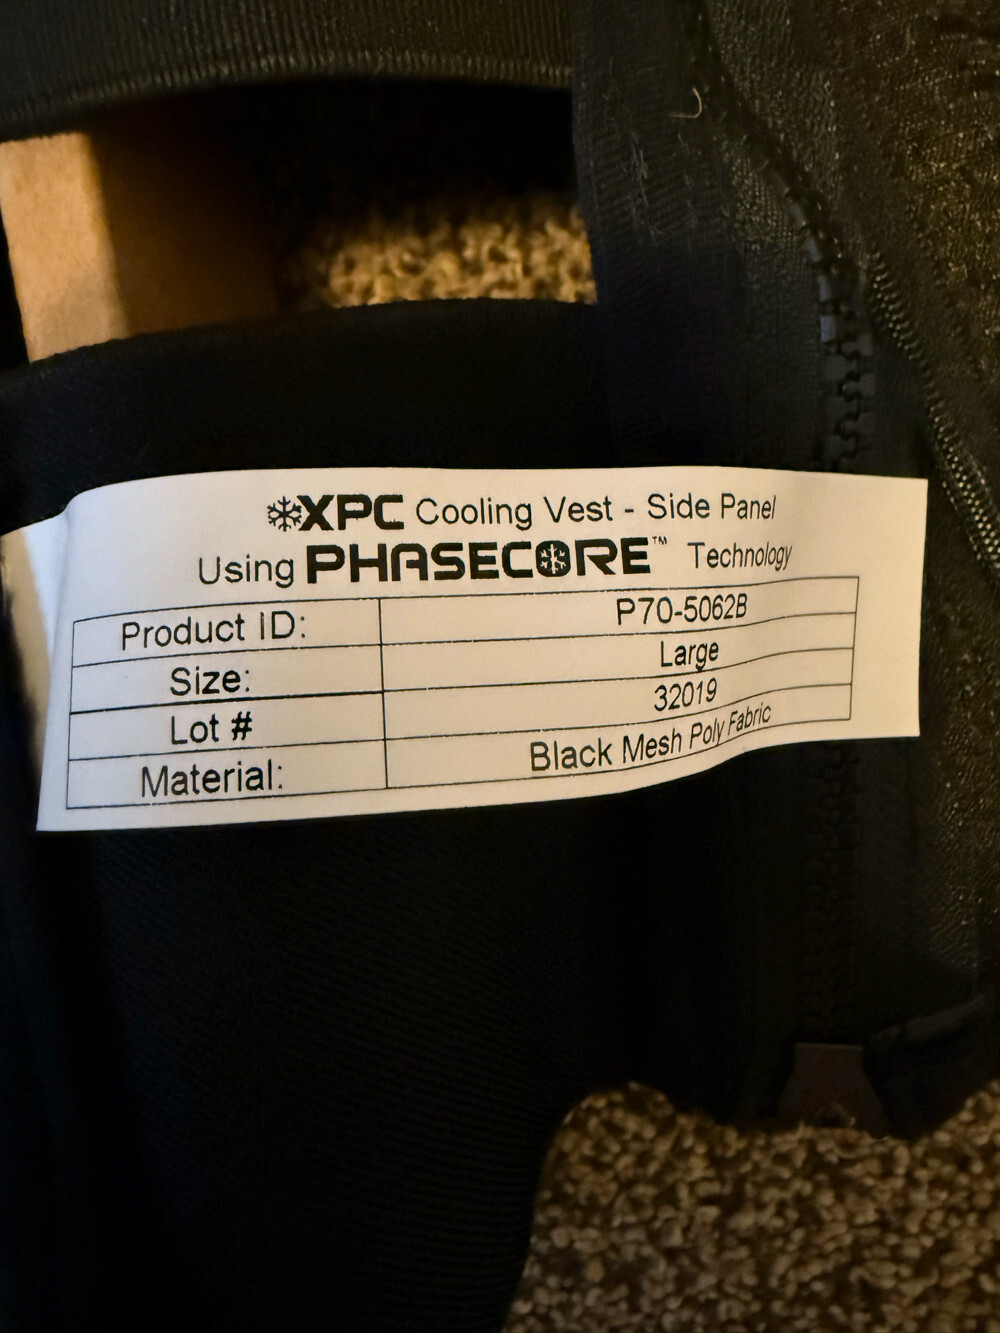 XPC Cooling Vest - Side Panel
Using PHASECORE™ Technology
Product ID: P70-5062B
Size: Large
Lot # 32019
Material: Black Mesh Poly Fabric